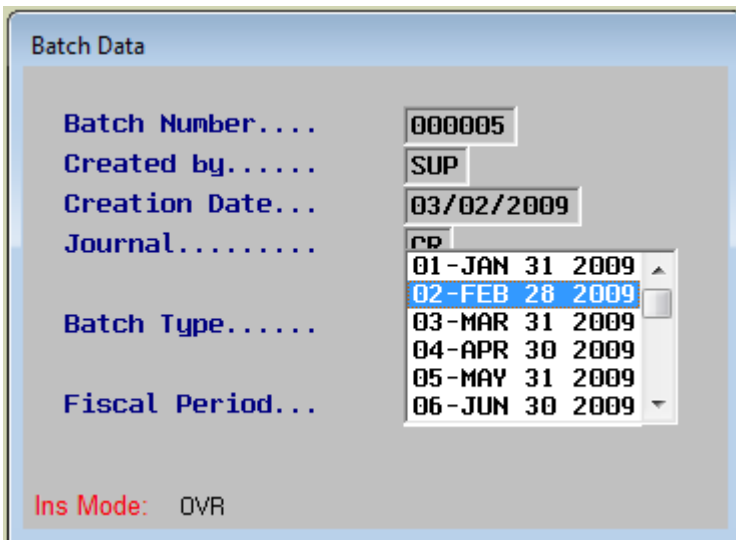 Batch Data
Batch Number.... 000005
Created by...... SUP
Creation Date... 03/02/2009
Journal......... CR
01-JAN 31 2009
02-FEB 28 2009
Batch Type...... 03-MAR 31 2009
04-APR 30 2009
05-MAY 31 2009
Fiscal Period... 06-JUN 30 2009
Ins Mode: OVR